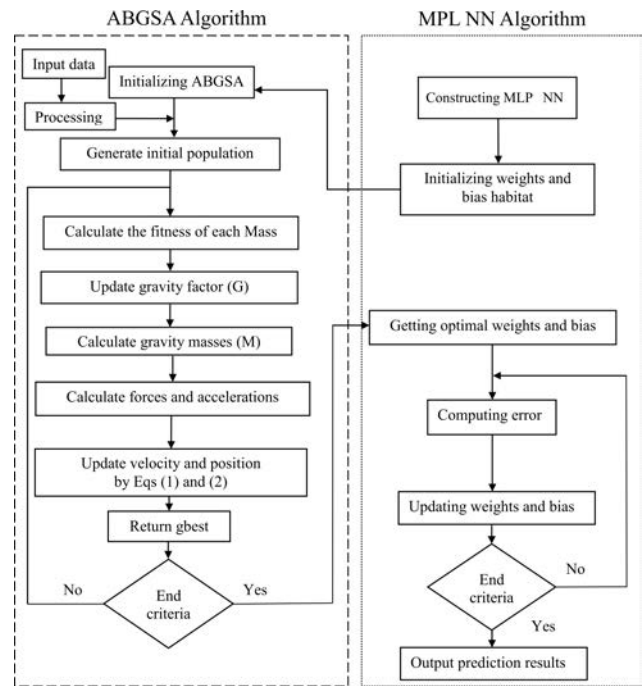 ABGSA Algorithm
Input data
Processing
Initializing ABGSA
Generate initial population
Calculate the fitness of each Mass
Update gravity factor (G)
Calculate gravity masses (M)
Calculate forces and accelerations
Update velocity and position
by Eqs (1) and (2)
Return gbest
No
End
criteria
Yes
MPL NN Algorithm
Constructing MLP NN
Initializing weights and
bias habitat
Getting optimal weights and bias
Computing error
Updating weights and bias
End
criteria
No
Yes
Output prediction results